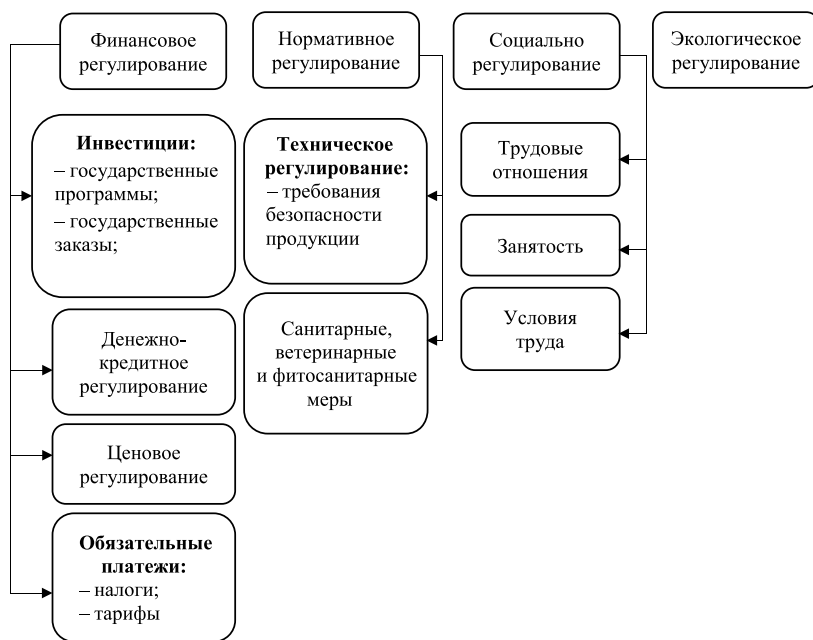 Финансовое
регулирование
Нормативное
регулирование
Социально
регулирование
Экологическое
регулирование
Инвестиции:
– государственные
программы;
– государственные
заказы;
Денежно-
кредитное
регулирование
Ценовое
регулирование
Обязательные
платежи:
– налоги;
– тарифы
Техническое
регулирование:
– требования
безопасности
продукции
Санитарные,
ветеринарные
и фитосанитарные
меры
Трудовые
отношения
Занятость
Условия
труда